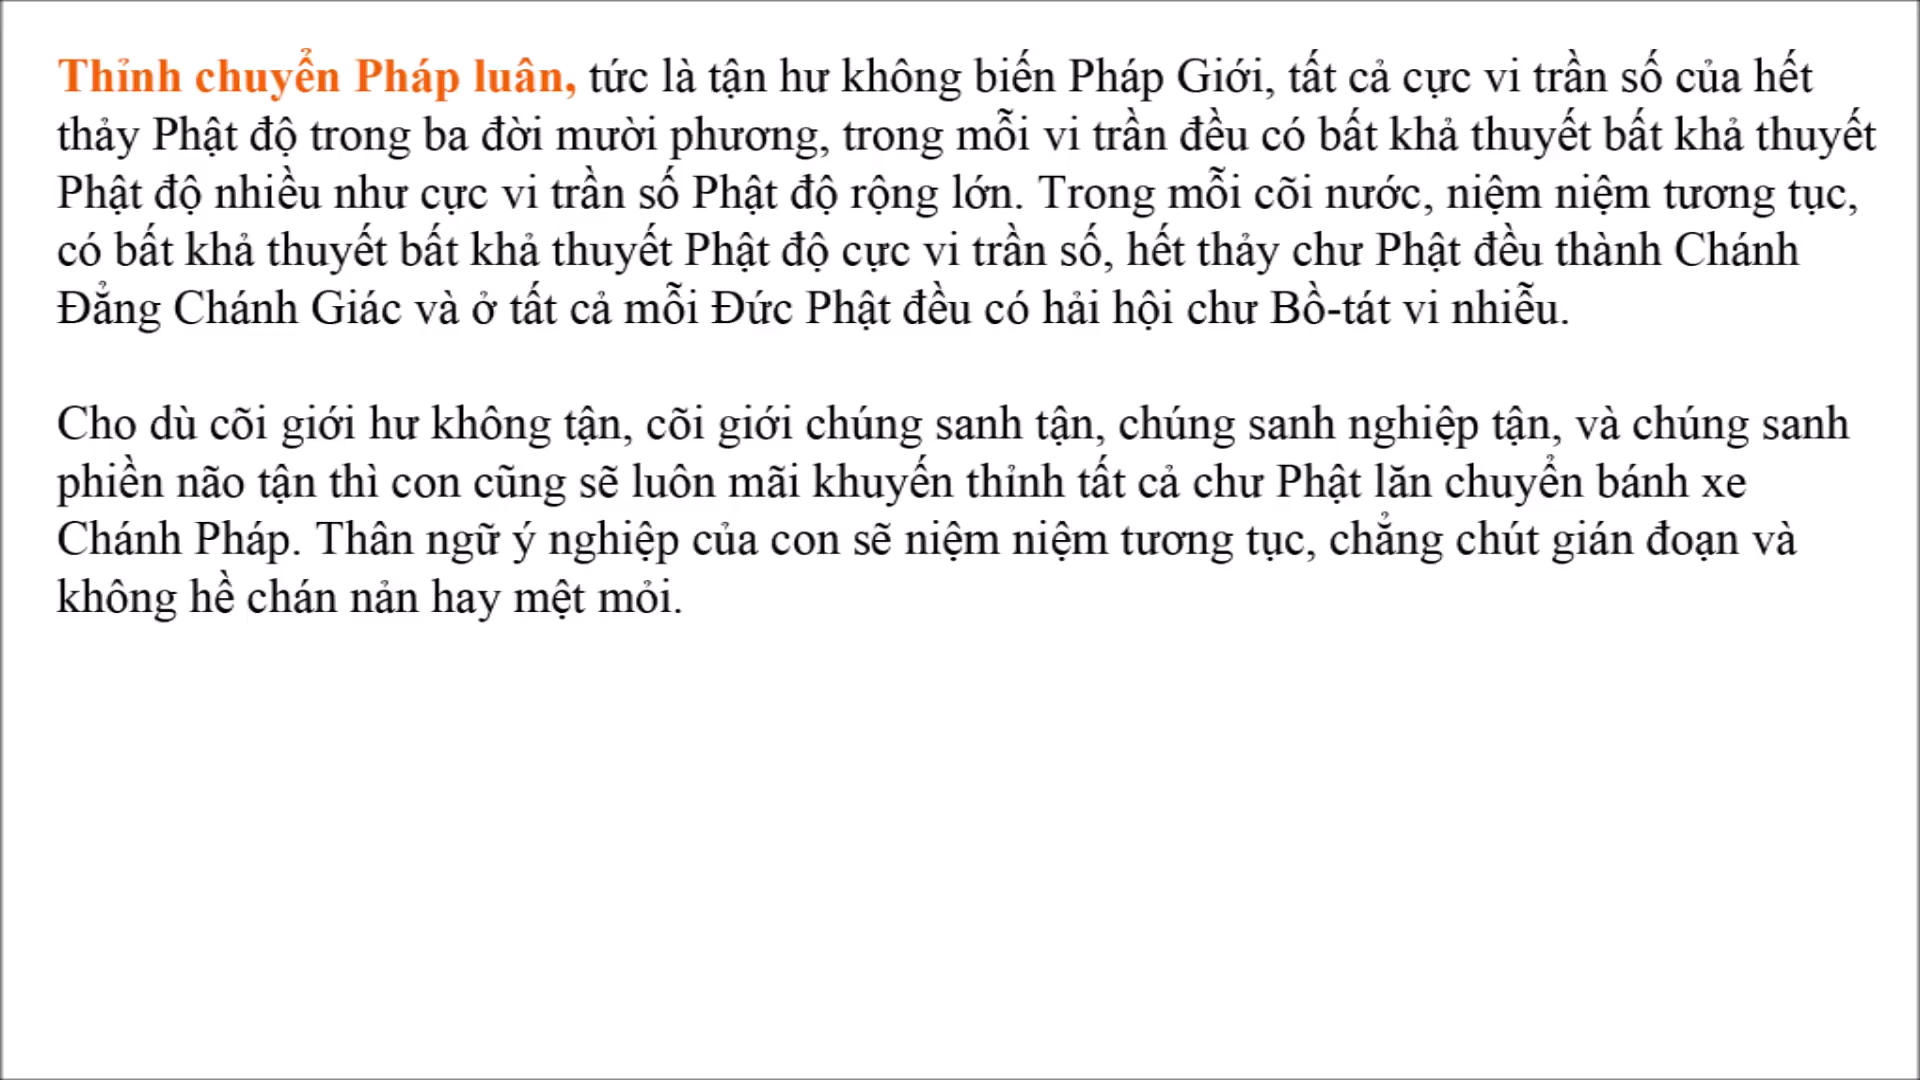 Thỉnh chuyển Pháp luân, tức là tận hư không biến Pháp Giới, tất cả cực vi trần số của hết
thảy Phật độ trong ba đời mười phương, trong mỗi vi trần đều có bất khả thuyết bất khả thuyết
Phật độ nhiều như cực vi trần số Phật độ rộng lớn. Trong mỗi cõi nước, niệm niệm tương tục,
có bất khả thuyết bất khả thuyết Phật độ cực vi trần số, hết thảy chư Phật đều thành Chánh
Đẳng Chánh Giác và ở tất cả mỗi Đức Phật đều có hải hội chư Bồ-tát vi nhiễu.
Cho dù cõi giới hư không tận, cõi giới chúng sanh tận, chúng sanh nghiệp tận, và chúng sanh
phiền não tận thì con cũng sẽ luôn mãi khuyến thỉnh tất cả chư Phật lăn chuyển bánh xe
Chánh Pháp. Thân ngữ ý nghiệp của con sẽ niệm niệm tương tục, chẳng chút gián đoạn và
không hề chán nản hay mệt mỏi.